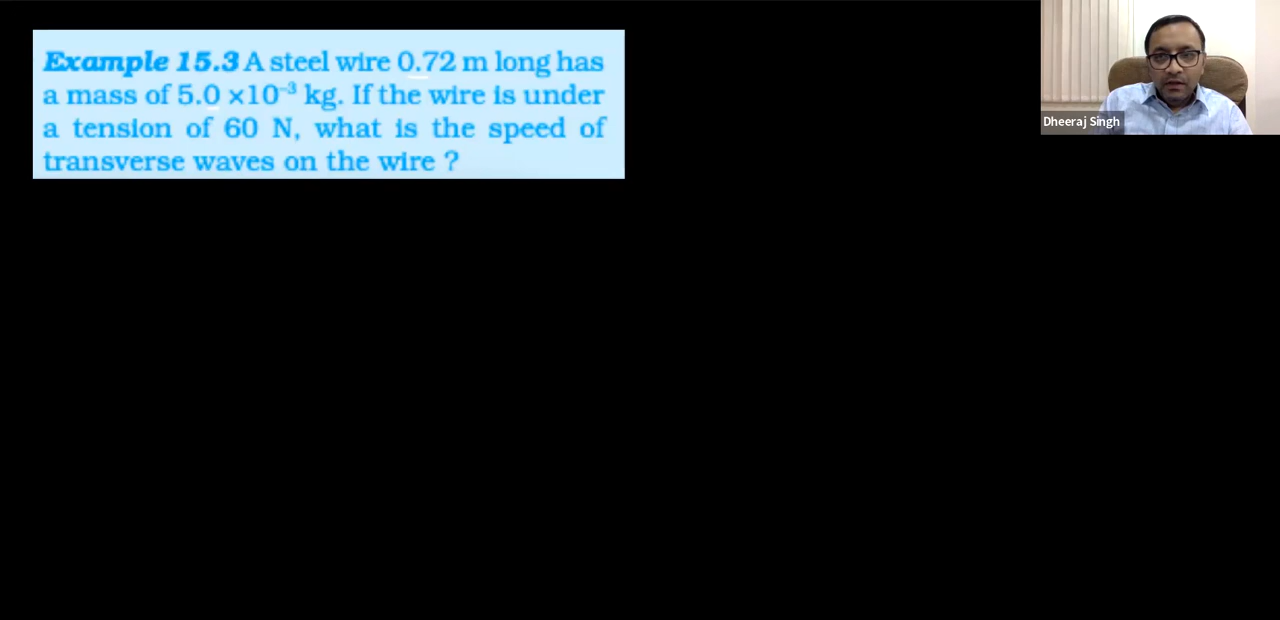 Example 15.3 A steel wire 0.72 m long has
a mass of 5.0 ×10⁻³ kg. If the wire is under
a tension of 60 N, what is the speed of
transverse waves on the wire ?
Dheeraj Singh